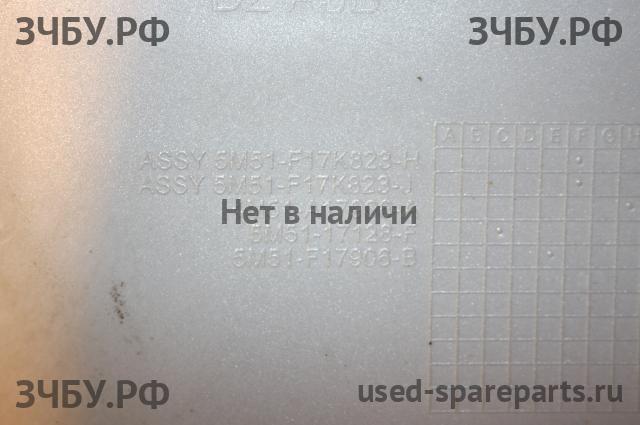 ЗЧБУ.РФ
ЗЧБУ.РФ
ASSY 5M51-F17K823-H
ASSY 5M51-F17K823-J
Нет в наличи
5M51-17123-F
5M51-F17906-B
A B C D E F G H
ЗЧБУ.РФ
used-spareparts.ru